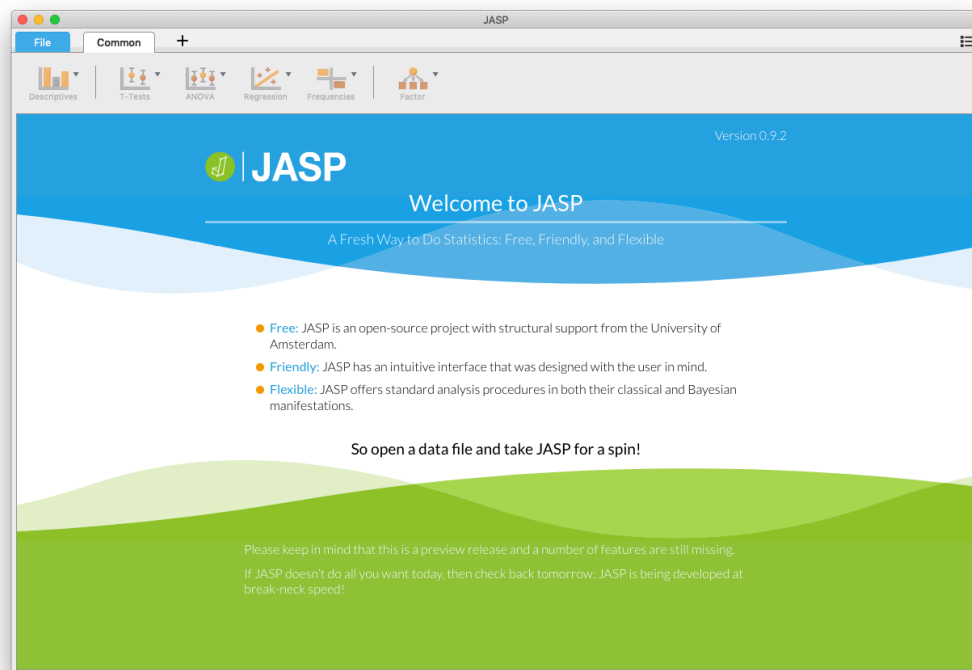 JASP
File
Common
+
Descriptives
T-Tests
ANOVA
Regression
Frequencies
Factor
Version 0.9.2
JASP
Welcome to JASP
A Fresh Way to Do Statistics: Free, Friendly, and Flexible
Free: JASP is an open-source project with structural support from the University of
Amsterdam.
Friendly: JASP has an intuitive interface that was designed with the user in mind.
Flexible: JASP offers standard analysis procedures in both their classical and Bayesian
manifestations.
So open a data file and take JASP for a spin!
Please keep in mind that this is a preview release and a number of features are still missing.
If JASP doesn't do all you want today, then check back tomorrow: JASP is being developed at
break-neck speed!